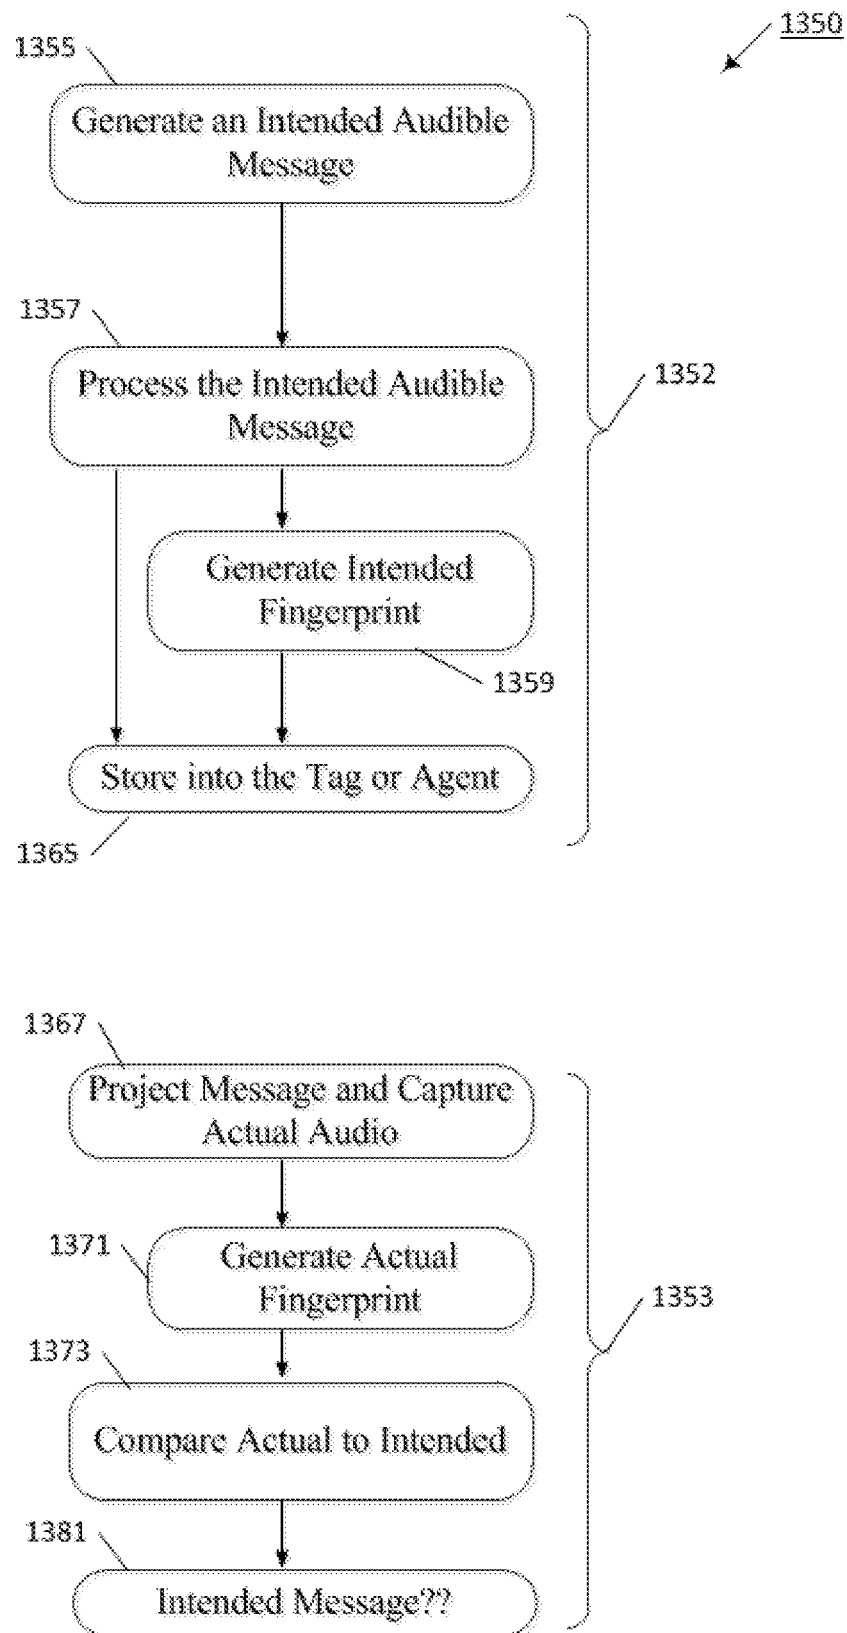 1350
1355
Generate an Intended Audible
Message
1357
Process the Intended Audible
Message
1352
Generate Intended
Fingerprint
1359
Store into the Tag or Agent
1365
1367
Project Message and Capture
Actual Audio
1371
Generate Actual
Fingerprint
1353
1373
Compare Actual to Intended
1381
Intended Message??